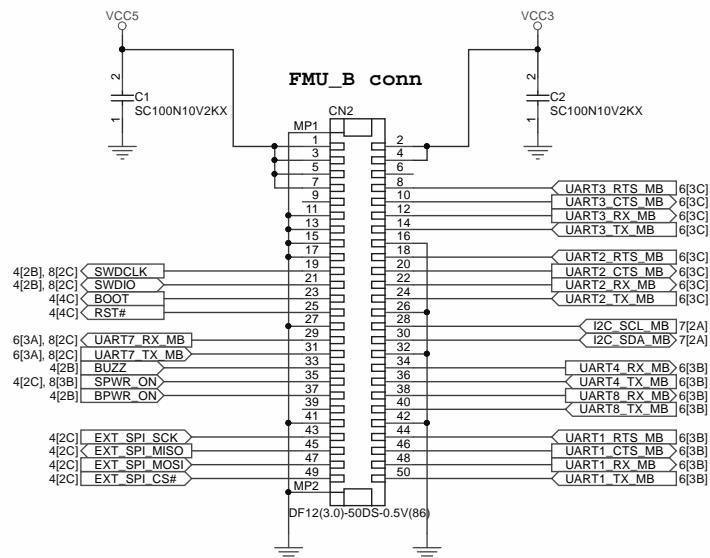 VCC5
VCC3
FMU_B conn
2
C1
SC100N10V2KX
1
2
C2
SC100N10V2KX
1
CN2
MP1
1
2
3
4
5
6
7
8
UART3_RTS_MB
6[3C]
9
10
UART3_CTS_MB
6[3C]
11
12
UART3_RX_MB
6[3C]
13
14
UART3_TX_MB
6[3C]
15
16
17
18
UART2_RTS_MB
6[3C]
4[2B], 8[2C]
SWDCLK
19
20
UART2_CTS_MB
6[3C]
4[2B], 8[2C]
SWDIO
21
22
UART2_RX_MB
6[3C]
4[4C]
BOOT
23
24
UART2_TX_MB
6[3C]
4[4C]
RST#
25
26
27
28
I2C_SCL_MB
7[2A]
6[3A], 8[2C]
UART7_RX_MB
29
30
I2C_SDA_MB
7[2A]
6[3A], 8[2C]
UART7_TX_MB
31
32
4[2B]
BUZZ
33
34
UART4_RX_MB
6[3B]
4[2C], 8[3B]
SPWR_ON
35
36
UART4_TX_MB
6[3B]
4[2B]
BPWR_ON
37
38
UART8_RX_MB
6[3B]
39
40
UART8_TX_MB
6[3B]
41
42
4[2C]
EXT_SPI_SCK
43
44
UART1_RTS_MB
6[3B]
4[2C]
EXT_SPI_MISO
45
46
UART1_CTS_MB
6[3B]
4[2C]
EXT_SPI_MOSI
47
48
UART1_RX_MB
6[3B]
4[2C]
EXT_SPI_CS#
49
50
UART1_TX_MB
6[3B]
MP2
DF12(3.0)-50DS-0.5V(86)